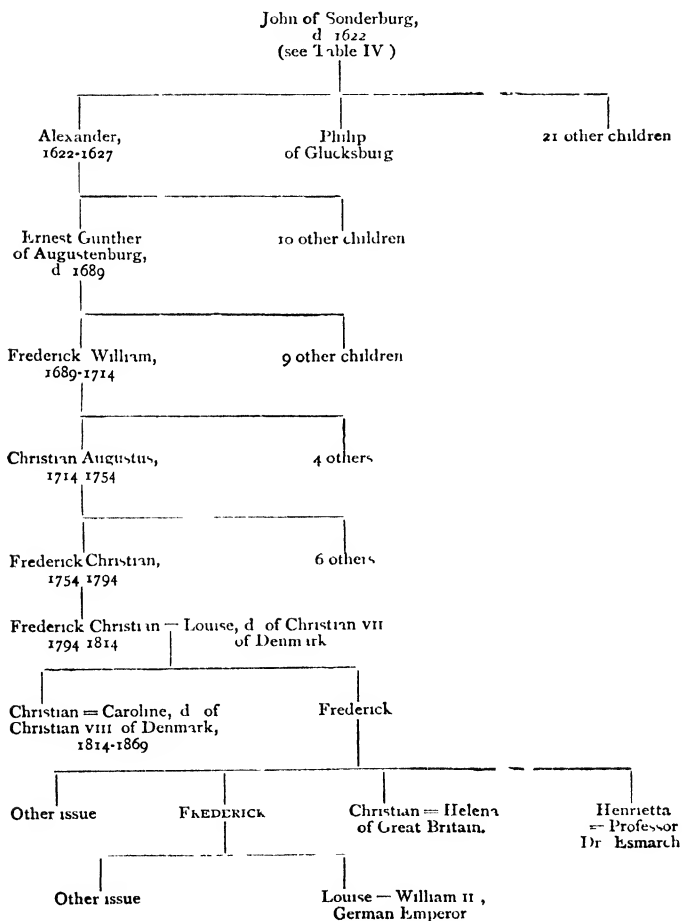 John of Sonderburg,
d 1622
(see Table IV )
Alexander,
1622-1627
Philip
of Glucksburg
21 other children
Ernest Gunther
of Augustenburg,
d 1689
10 other children
Frederick William,
1689-1714
9 other children
Christian Augustus,
1714 1754
4 others
Frederick Christian,
1754 1794
6 others
Frederick Christian — Louise, d of Christian VII
1794 1814
of Denmark
Christian = Caroline, d of
Christian VIII of Denmark,
1814-1869
Frederick
Other issue
FREDERICK
Christian = Helena
of Great Britain.
Henrietta
= Professor
Dr Esmarch
Other issue
Louise — William II ,
German Emperor